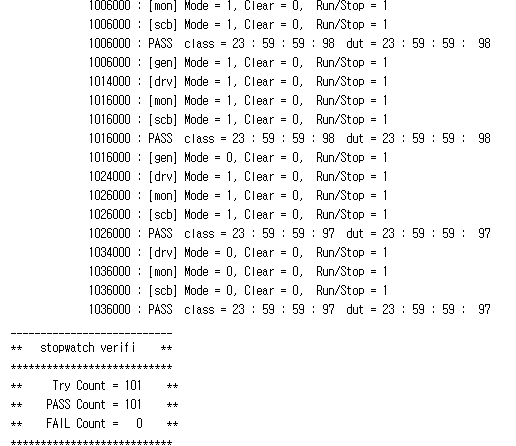 1006000 : [mon] Mode = 1, Clear = 0,  Run/Stop = 1
1006000 : [scb] Mode = 1, Clear = 0,  Run/Stop = 1
1006000 : PASS  class = 23 : 59 : 59 : 98  dut = 23 : 59 : 59 :  98
1006000 : [gen] Mode = 1, Clear = 0,  Run/Stop = 1
1014000 : [drv] Mode = 1, Clear = 0,  Run/Stop = 1
1016000 : [mon] Mode = 1, Clear = 0,  Run/Stop = 1
1016000 : [scb] Mode = 1, Clear = 0,  Run/Stop = 1
1016000 : PASS  class = 23 : 59 : 59 : 98  dut = 23 : 59 : 59 :  98
1016000 : [gen] Mode = 0, Clear = 0,  Run/Stop = 1
1024000 : [drv] Mode = 1, Clear = 0,  Run/Stop = 1
1026000 : [mon] Mode = 1, Clear = 0,  Run/Stop = 1
1026000 : [scb] Mode = 1, Clear = 0,  Run/Stop = 1
1026000 : PASS  class = 23 : 59 : 59 : 97  dut = 23 : 59 : 59 :  97
1034000 : [drv] Mode = 0, Clear = 0,  Run/Stop = 1
1036000 : [mon] Mode = 0, Clear = 0,  Run/Stop = 1
1036000 : [scb] Mode = 0, Clear = 0,  Run/Stop = 1
1036000 : PASS  class = 23 : 59 : 59 : 97  dut = 23 : 59 : 59 :  97
---------------------------
**   stopwatch verifi    **
***************************
**     Try Count = 101    **
**    PASS Count = 101    **
**    FAIL Count =   0    **
***************************